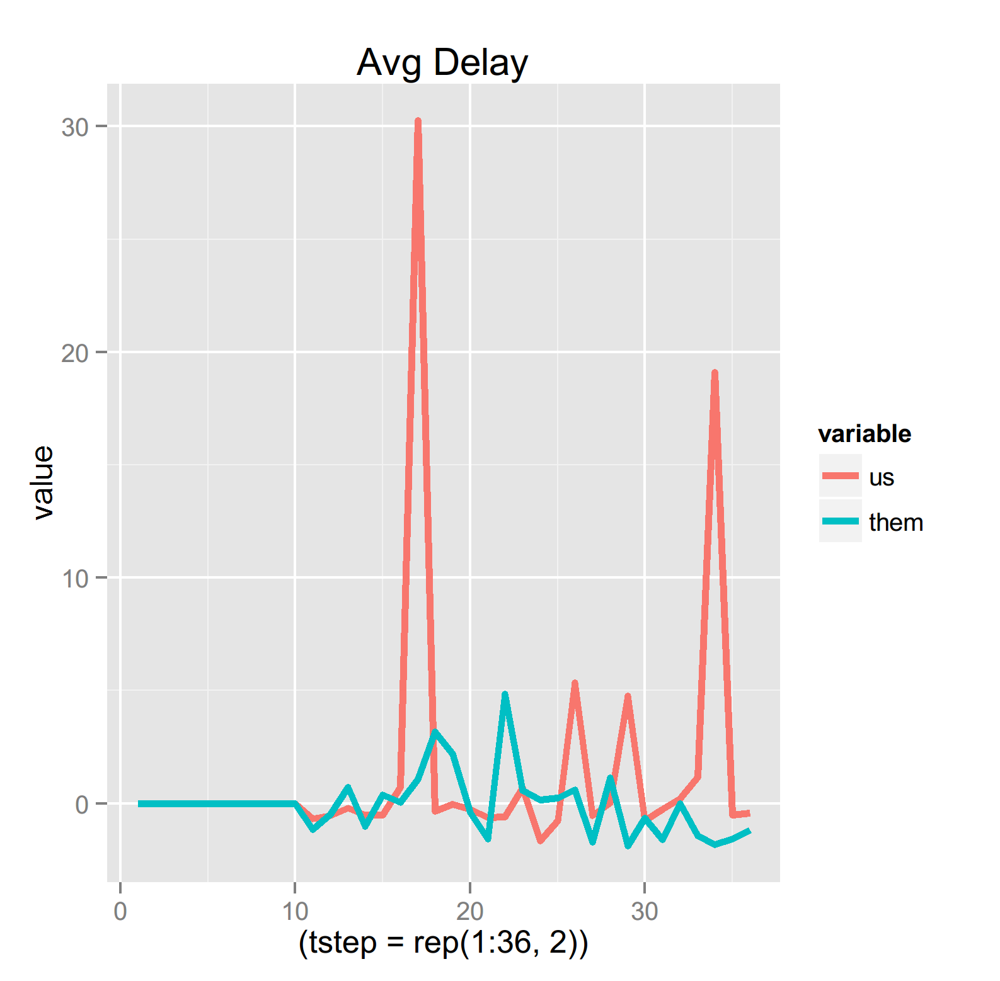 Avg Delay
30
20
10
0
value
0 10 20 30
(tstep = rep(1:36, 2))
variable
us
them